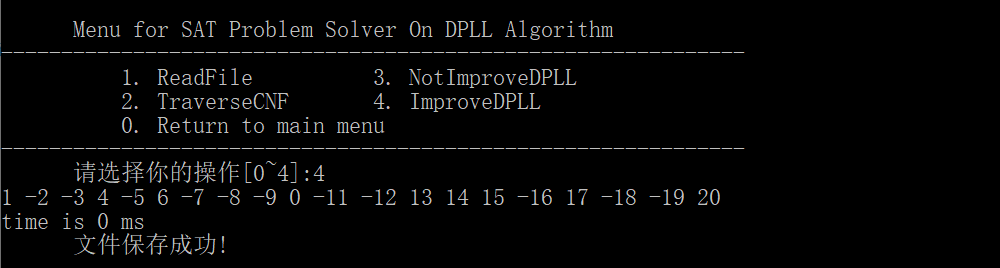 Menu for SAT Problem Solver On DPLL Algorithm
--------------------------------------------------------------
1. ReadFile 3. NotImproveDPLL
2. TraverseCNF 4. ImproveDPLL
0. Return to main menu
--------------------------------------------------------------
请选择你的操作[0~4]:4
1 -2 -3 4 -5 6 -7 -8 -9 0 -11 -12 13 14 15 -16 17 -18 -19 20
time is 0 ms
文件保存成功!